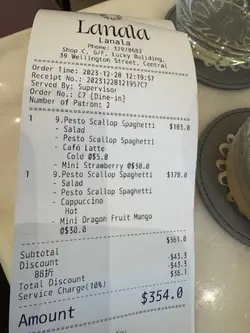 Lanala
Lanala
Phone: 37978682
Shop C, G/F, Lucky Building,
39 Wellington Street, Central
Order Time: 2023-12-28 12:19:57
Receipt No.: 20231228121957C7
Served By: Supervisor
Order No.: C7 [Dine-in]
Number of Patron: 2
1 9.Pesto Scallop Spaghetti $183.0
- Salad
- Pesto Scallop Spaghetti
- Café Latte
Cold @$5.0
- Mini Strawberry @$30.0
1 9.Pesto Scallop Spaghetti $178.0
- Salad
- Pesto Scallop Spaghetti
- Cappuccino
Hot
- Mini Dragon Fruit Mango
@$30.0
Subtotal $361.0
Discount -$43.3
88折
Total Discount -$43.3
Service Charge(10%) $36.1
Amount $354.0